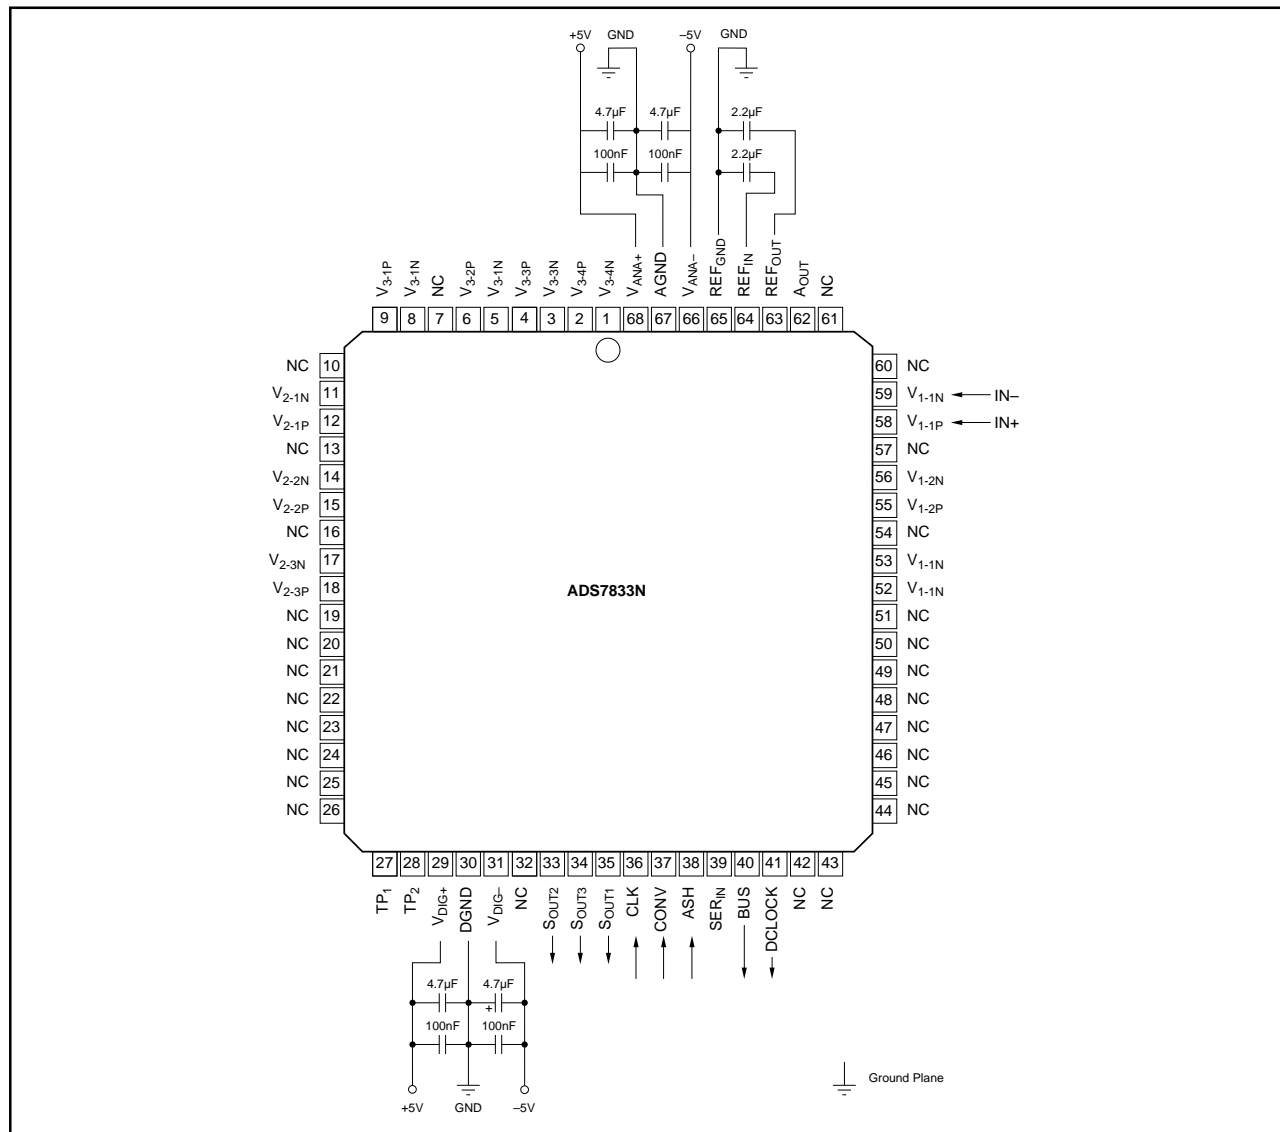 +5V GND –5V GND
4.7µF 4.7µF 2.2µF
100nF 100nF 2.2µF
V3-1P V3-1N NC V3-2P V3-1N V3-3P V3-3N V3-4P V3-4N VANA+ AGND VANA– REFGND REFIN REFOUT AOUT NC
9 8 7 6 5 4 3 2 1 68 67 66 65 64 63 62 61
NC 10
V2-1N 11
V2-1P 12
NC 13
V2-2N 14
V2-2P 15
NC 16
V2-3N 17
V2-3P 18
NC 19
NC 20
NC 21
NC 22
NC 23
NC 24
NC 25
NC 26
ADS7833N
60 NC
59 V1-1N IN–
58 V1-1P IN+
57 NC
56 V1-2N
55 V1-2P
54 NC
53 V1-1N
52 V1-1N
51 NC
50 NC
49 NC
48 NC
47 NC
46 NC
45 NC
44 NC
27 28 29 30 31 32 33 34 35 36 37 38 39 40 41 42 43
TP1 TP2 VDIG+ DGND VDIG– NC SOUT2 SOUT3 SOUT1 CLK CONV ASH SERIN BUS DCLOCK NC NC
4.7µF 4.7µF
+
100nF 100nF
+5V GND –5V
Ground Plane